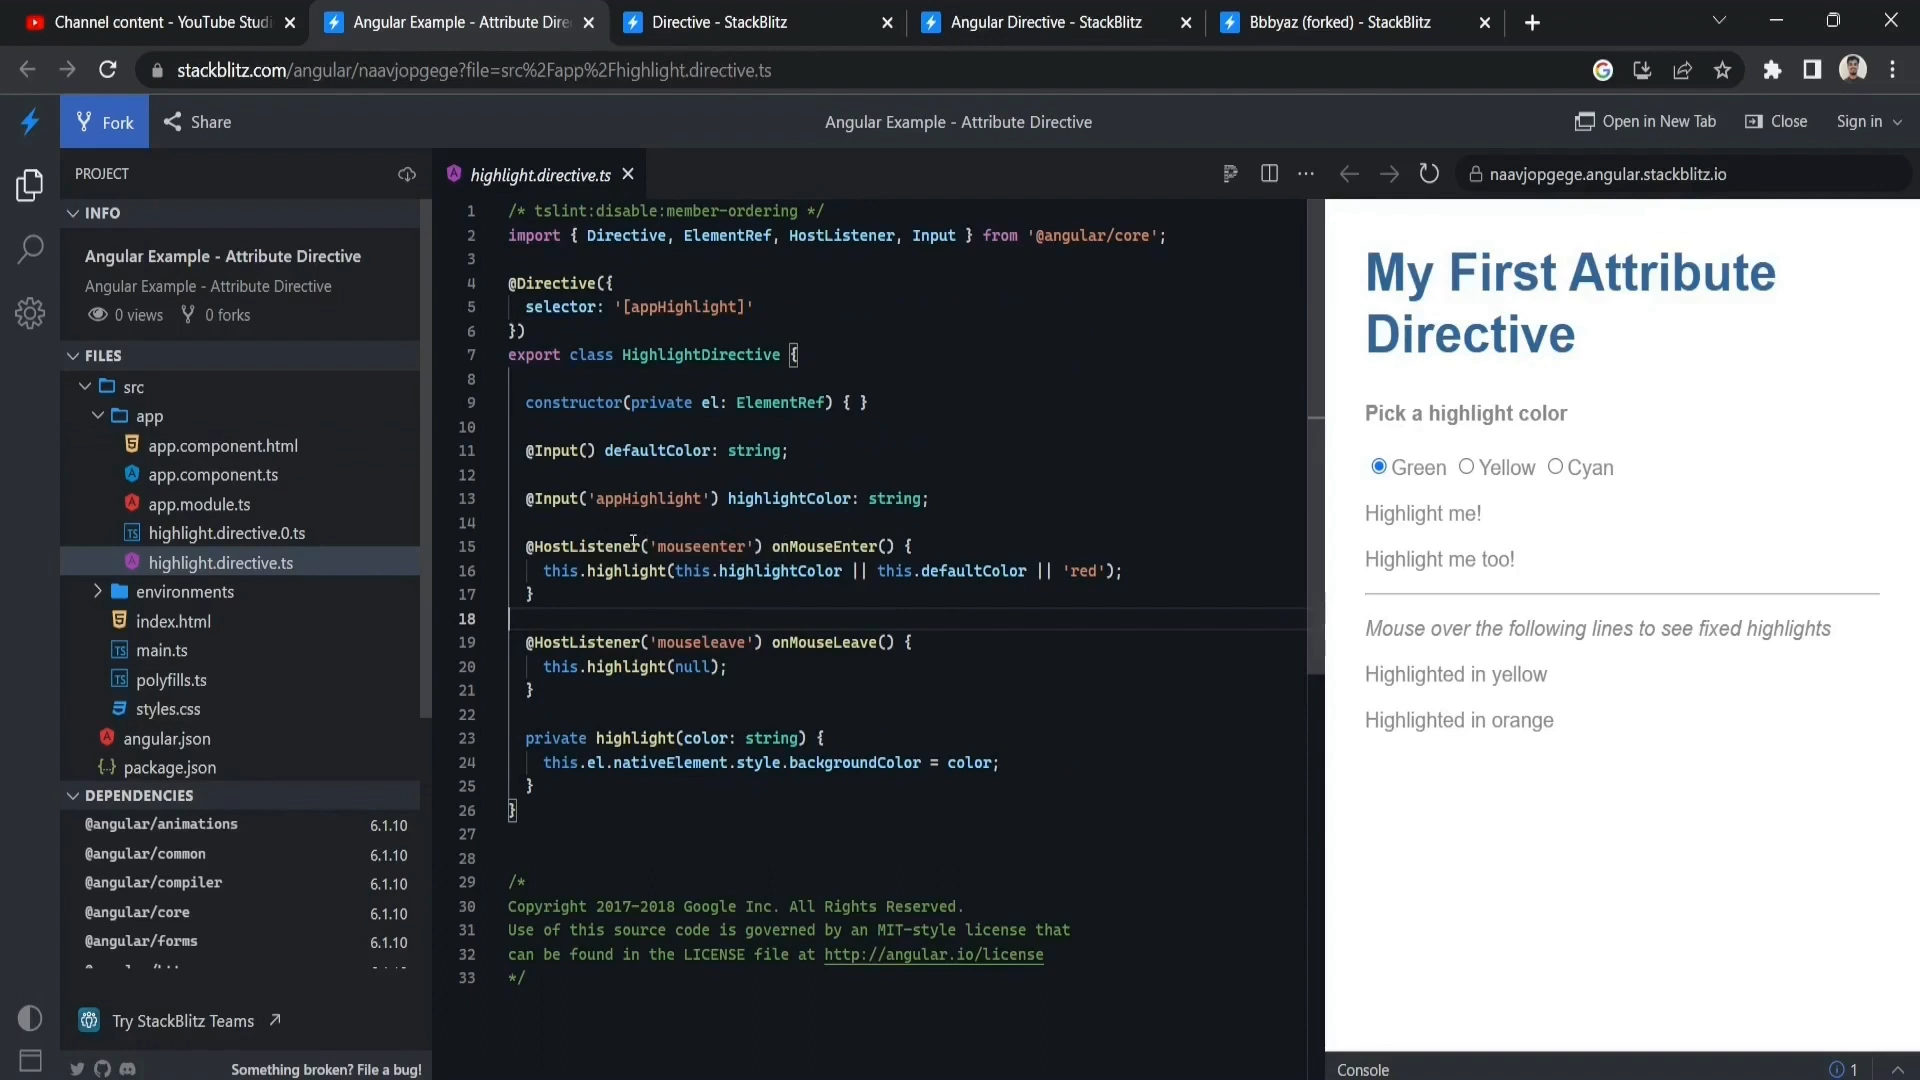 Channel content - YouTube Studi
Angular Example - Attribute Dire
Directive - StackBlitz
Angular Directive - StackBlitz
Bbbyaz (forked) - StackBlitz
stackblitz.com/angular/naavjopgege?file=src%2Fapp%2Fhighlight.directive.ts
Fork
Share
Angular Example - Attribute Directive
Open in New Tab
Close
Sign in
PROJECT
highlight.directive.ts
naavjopgege.angular.stackblitz.io
INFO
Angular Example - Attribute Directive
Angular Example - Attribute Directive
0 views
0 forks
FILES
src
app
app.component.html
app.component.ts
app.module.ts
highlight.directive.0.ts
highlight.directive.ts
environments
index.html
main.ts
polyfills.ts
styles.css
angular.json
package.json
DEPENDENCIES
@angular/animations 6.1.10
@angular/common 6.1.10
@angular/compiler 6.1.10
@angular/core 6.1.10
@angular/forms 6.1.10
Try StackBlitz Teams
Something broken? File a bug!
1 /* tslint:disable:member-ordering */
2 import { Directive, ElementRef, HostListener, Input } from '@angular/core';
3
4 @Directive({
5 selector: '[appHighlight]'
6 })
7 export class HighlightDirective {
8
9 constructor(private el: ElementRef) { }
10
11 @Input() defaultColor: string;
12
13 @Input('appHighlight') highlightColor: string;
14
15 @HostListener('mouseenter') onMouseEnter() {
16 this.highlight(this.highlightColor || this.defaultColor || 'red');
17 }
18
19 @HostListener('mouseleave') onMouseLeave() {
20 this.highlight(null);
21 }
22
23 private highlight(color: string) {
24 this.el.nativeElement.style.backgroundColor = color;
25 }
26 }
27
28
29 /*
30 Copyright 2017-2018 Google Inc. All Rights Reserved.
31 Use of this source code is governed by an MIT-style license that
32 can be found in the LICENSE file at http://angular.io/license
33 */
My First Attribute
Directive
Pick a highlight color
Green Yellow Cyan
Highlight me!
Highlight me too!
Mouse over the following lines to see fixed highlights
Highlighted in yellow
Highlighted in orange
Console
1